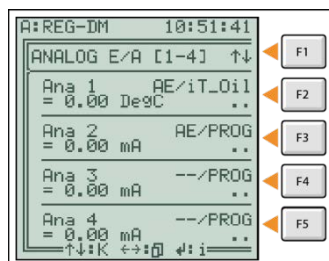 A:REG-DM 10:51:41
ANALOG E/A [1-4] ↑↓
F1
Ana 1 AE/iT_Oil
= 0.00 DegC ..
F2
Ana 2 AE/PROG
= 0.00 mA ..
F3
Ana 3 --/PROG
= 0.00 mA ..
F4
Ana 4 --/PROG
= 0.00 mA ..
F5
↑↓:K ↔:⧉ ↲:i